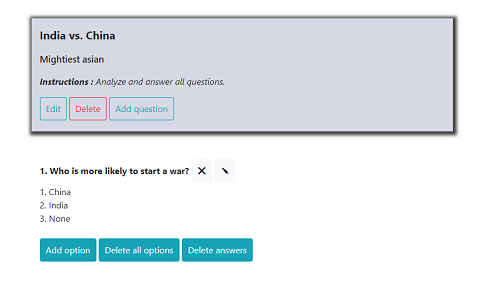 India vs. China
Mightiest asian
Instructions : Analyze and answer all questions.
Edit Delete Add question
1. Who is more likely to start a war?
1. China
2. India
3. None
Add option Delete all options Delete answers